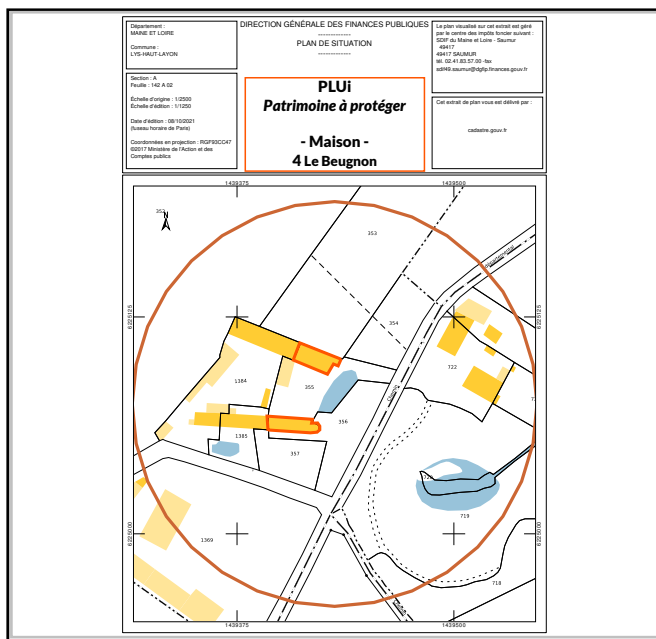 Département :
MAINE ET LOIRE
Commune :
LYS-HAUT-LAYON
Section : A
Feuille : 142 A 02
Échelle d'origine : 1/2500
Échelle d'édition : 1/1250
Date d'édition : 08/10/2021
(fuseau horaire de Paris)
Coordonnées en projection : RGF93CC47
©2017 Ministère de l'Action et des
Comptes publics
DIRECTION GÉNÉRALE DES FINANCES PUBLIQUES
-------------
PLAN DE SITUATION
-------------
PLUi
Patrimoine à protéger
- Maison -
4 Le Beugnon
Le plan visualisé sur cet extrait est géré
par le centre des impôts foncier suivant :
SDIF du Maine et Loire - Saumur
49417
49417 SAUMUR
tél. 02.41.83.57.00 -fax
sdif49.saumur@dgfip.finances.gouv.fr
Cet extrait de plan vous est délivré par :
cadastre.gouv.fr
1439375
1439500
N
353
départemental
6225125
6225125
354
1384
355
722
Chemin
356
1385
357
719
6225000
6225000
1369
718
1439375
1439500